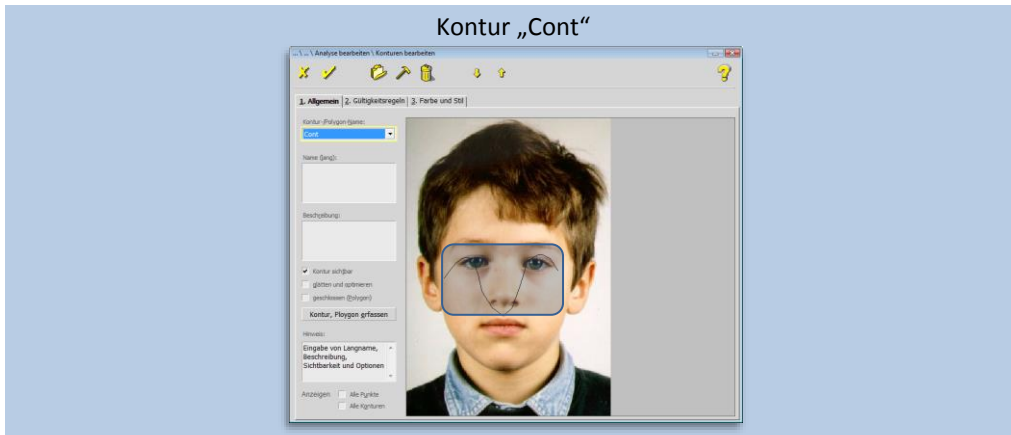 Kontur „Cont“
...\ ... \ Analyse bearbeiten \ Konturen bearbeiten
1. Allgemein
2. Gültigkeitsregeln
3. Farbe und Stil
Kontur-/Polygon-Name:
Cont
Name (lang):
Beschreibung:
Kontur sichtbar
glätten und optimieren
geschlossen (Polygon)
Kontur, Ploygon erfassen
Hinweis:
Eingabe von Langname,
Beschreibung,
Sichtbarkeit und Optionen
Anzeigen:
Alle Punkte
Alle Konturen